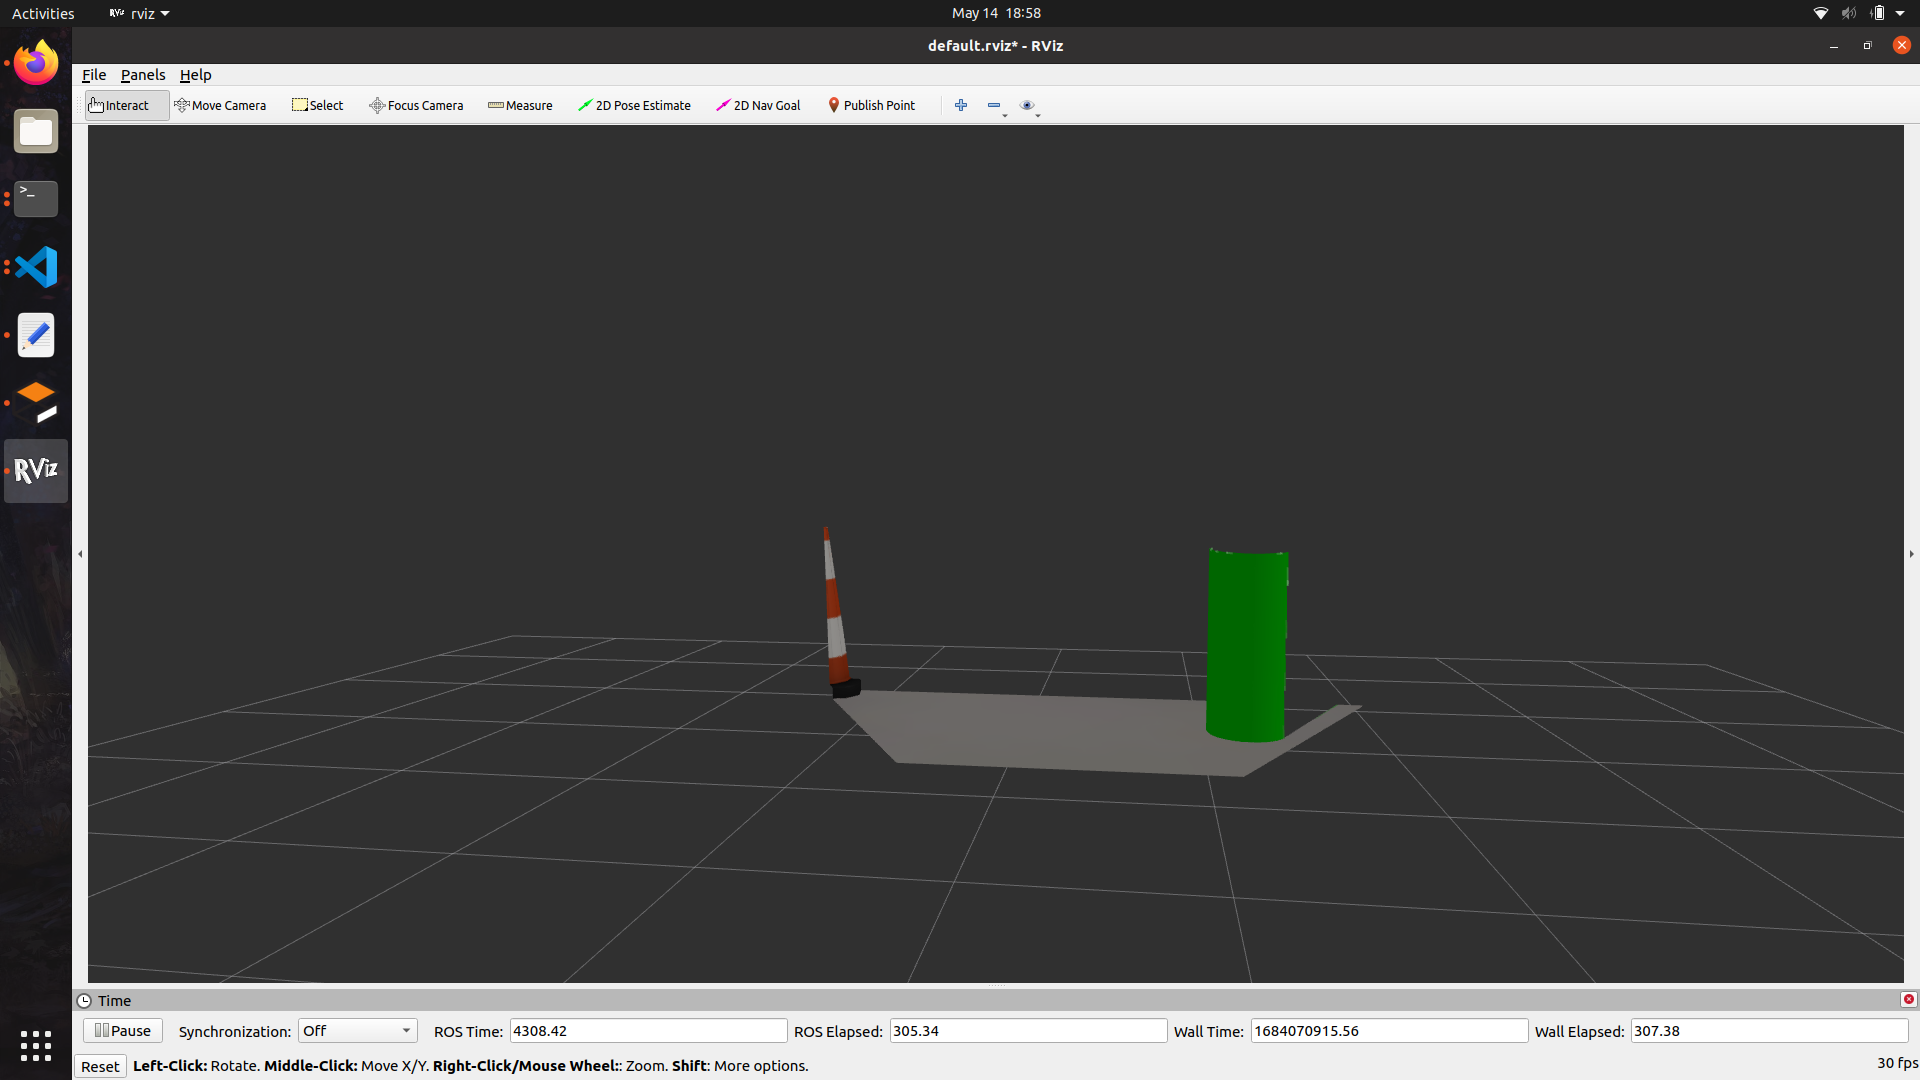 Activities RViz rviz May 14 18:58
default.rviz* - RViz
File Panels Help
Interact Move Camera Select Focus Camera Measure 2D Pose Estimate 2D Nav Goal Publish Point
>_
RViz
Time
Pause Synchronization: Off ROS Time: 4308.42 ROS Elapsed: 305.34 Wall Time: 1684070915.56 Wall Elapsed: 307.38
Reset Left-Click: Rotate. Middle-Click: Move X/Y. Right-Click/Mouse Wheel:: Zoom. Shift: More options. 30 fps